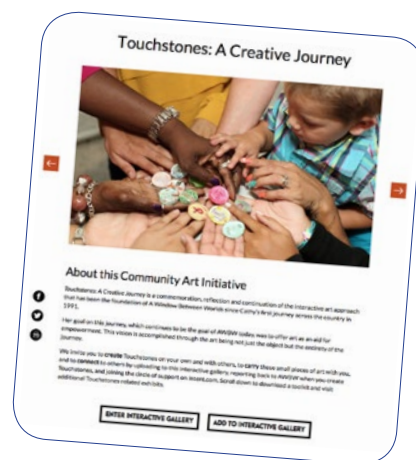 Touchstones: A Creative Journey
About this Community Art Initiative
Touchstones: A Creative Journey is a commemoration, reflection and continuation of the interactive art approach
that has been the foundation of A Window Between Worlds since Cathy's first journey across the country in
1991.
Her goal on this journey, which continues to be the goal of AWBW today, was to offer art as an aid for
empowerment. This vision is accomplished through the art being not just the object but the entirety of the
journey.
We invite you to create Touchstones on your own and with others, to carry these small pieces of art with you,
and to connect to others by uploading to this interactive gallery, reporting back to AWBW when you create
Touchstones, and joining the circle of support on Scroll down to download a toolkit and visit
additional Touchstones related exhibits.
ENTER INTERACTIVE GALLERY
ADD TO INTERACTIVE GALLERY